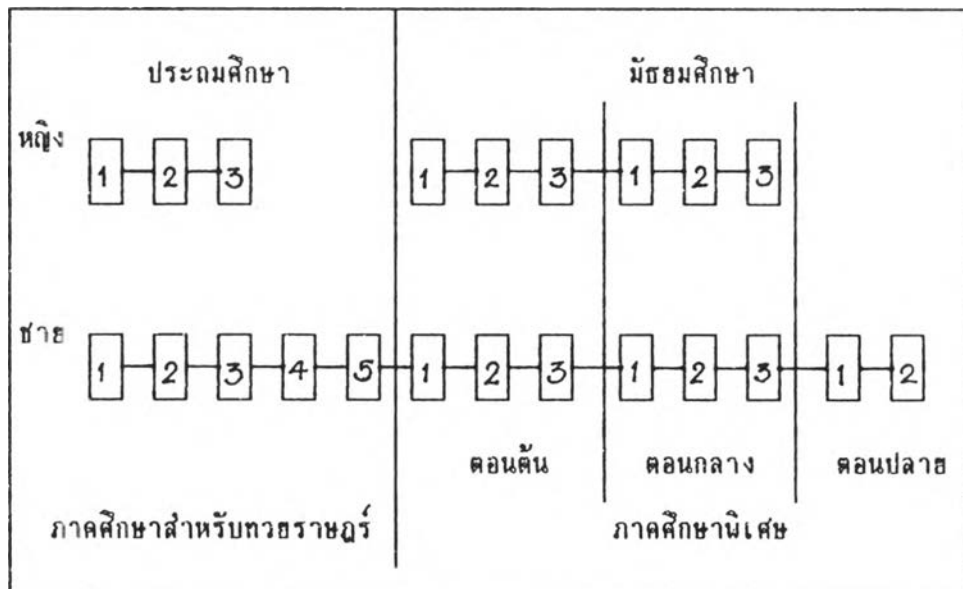 ประถมศึกษา มัธยมศึกษา
หญิง
1 2 3 1 2 3 1 2 3
ชาย
1 2 3 4 5 1 2 3 1 2 3 1 2
ตอนต้น ตอนกลาง ตอนปลาย
ภาคศึกษาสำหรับทวยราษฎร์ ภาคศึกษาพิเศษ